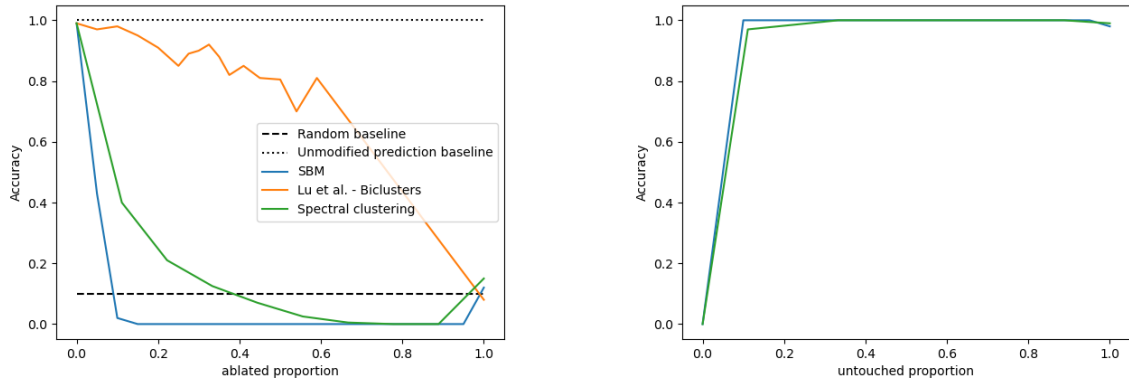 Accuracy
1.0
0.8
0.6
0.4
0.2
0.0
0.0 0.2 0.4 0.6 0.8 1.0
ablated proportion
Random baseline
Unmodified prediction baseline
SBM
Lu et al. - Biclusters
Spectral clustering
Accuracy
1.0
0.8
0.6
0.4
0.2
0.0
0.0 0.2 0.4 0.6 0.8 1.0
untouched proportion